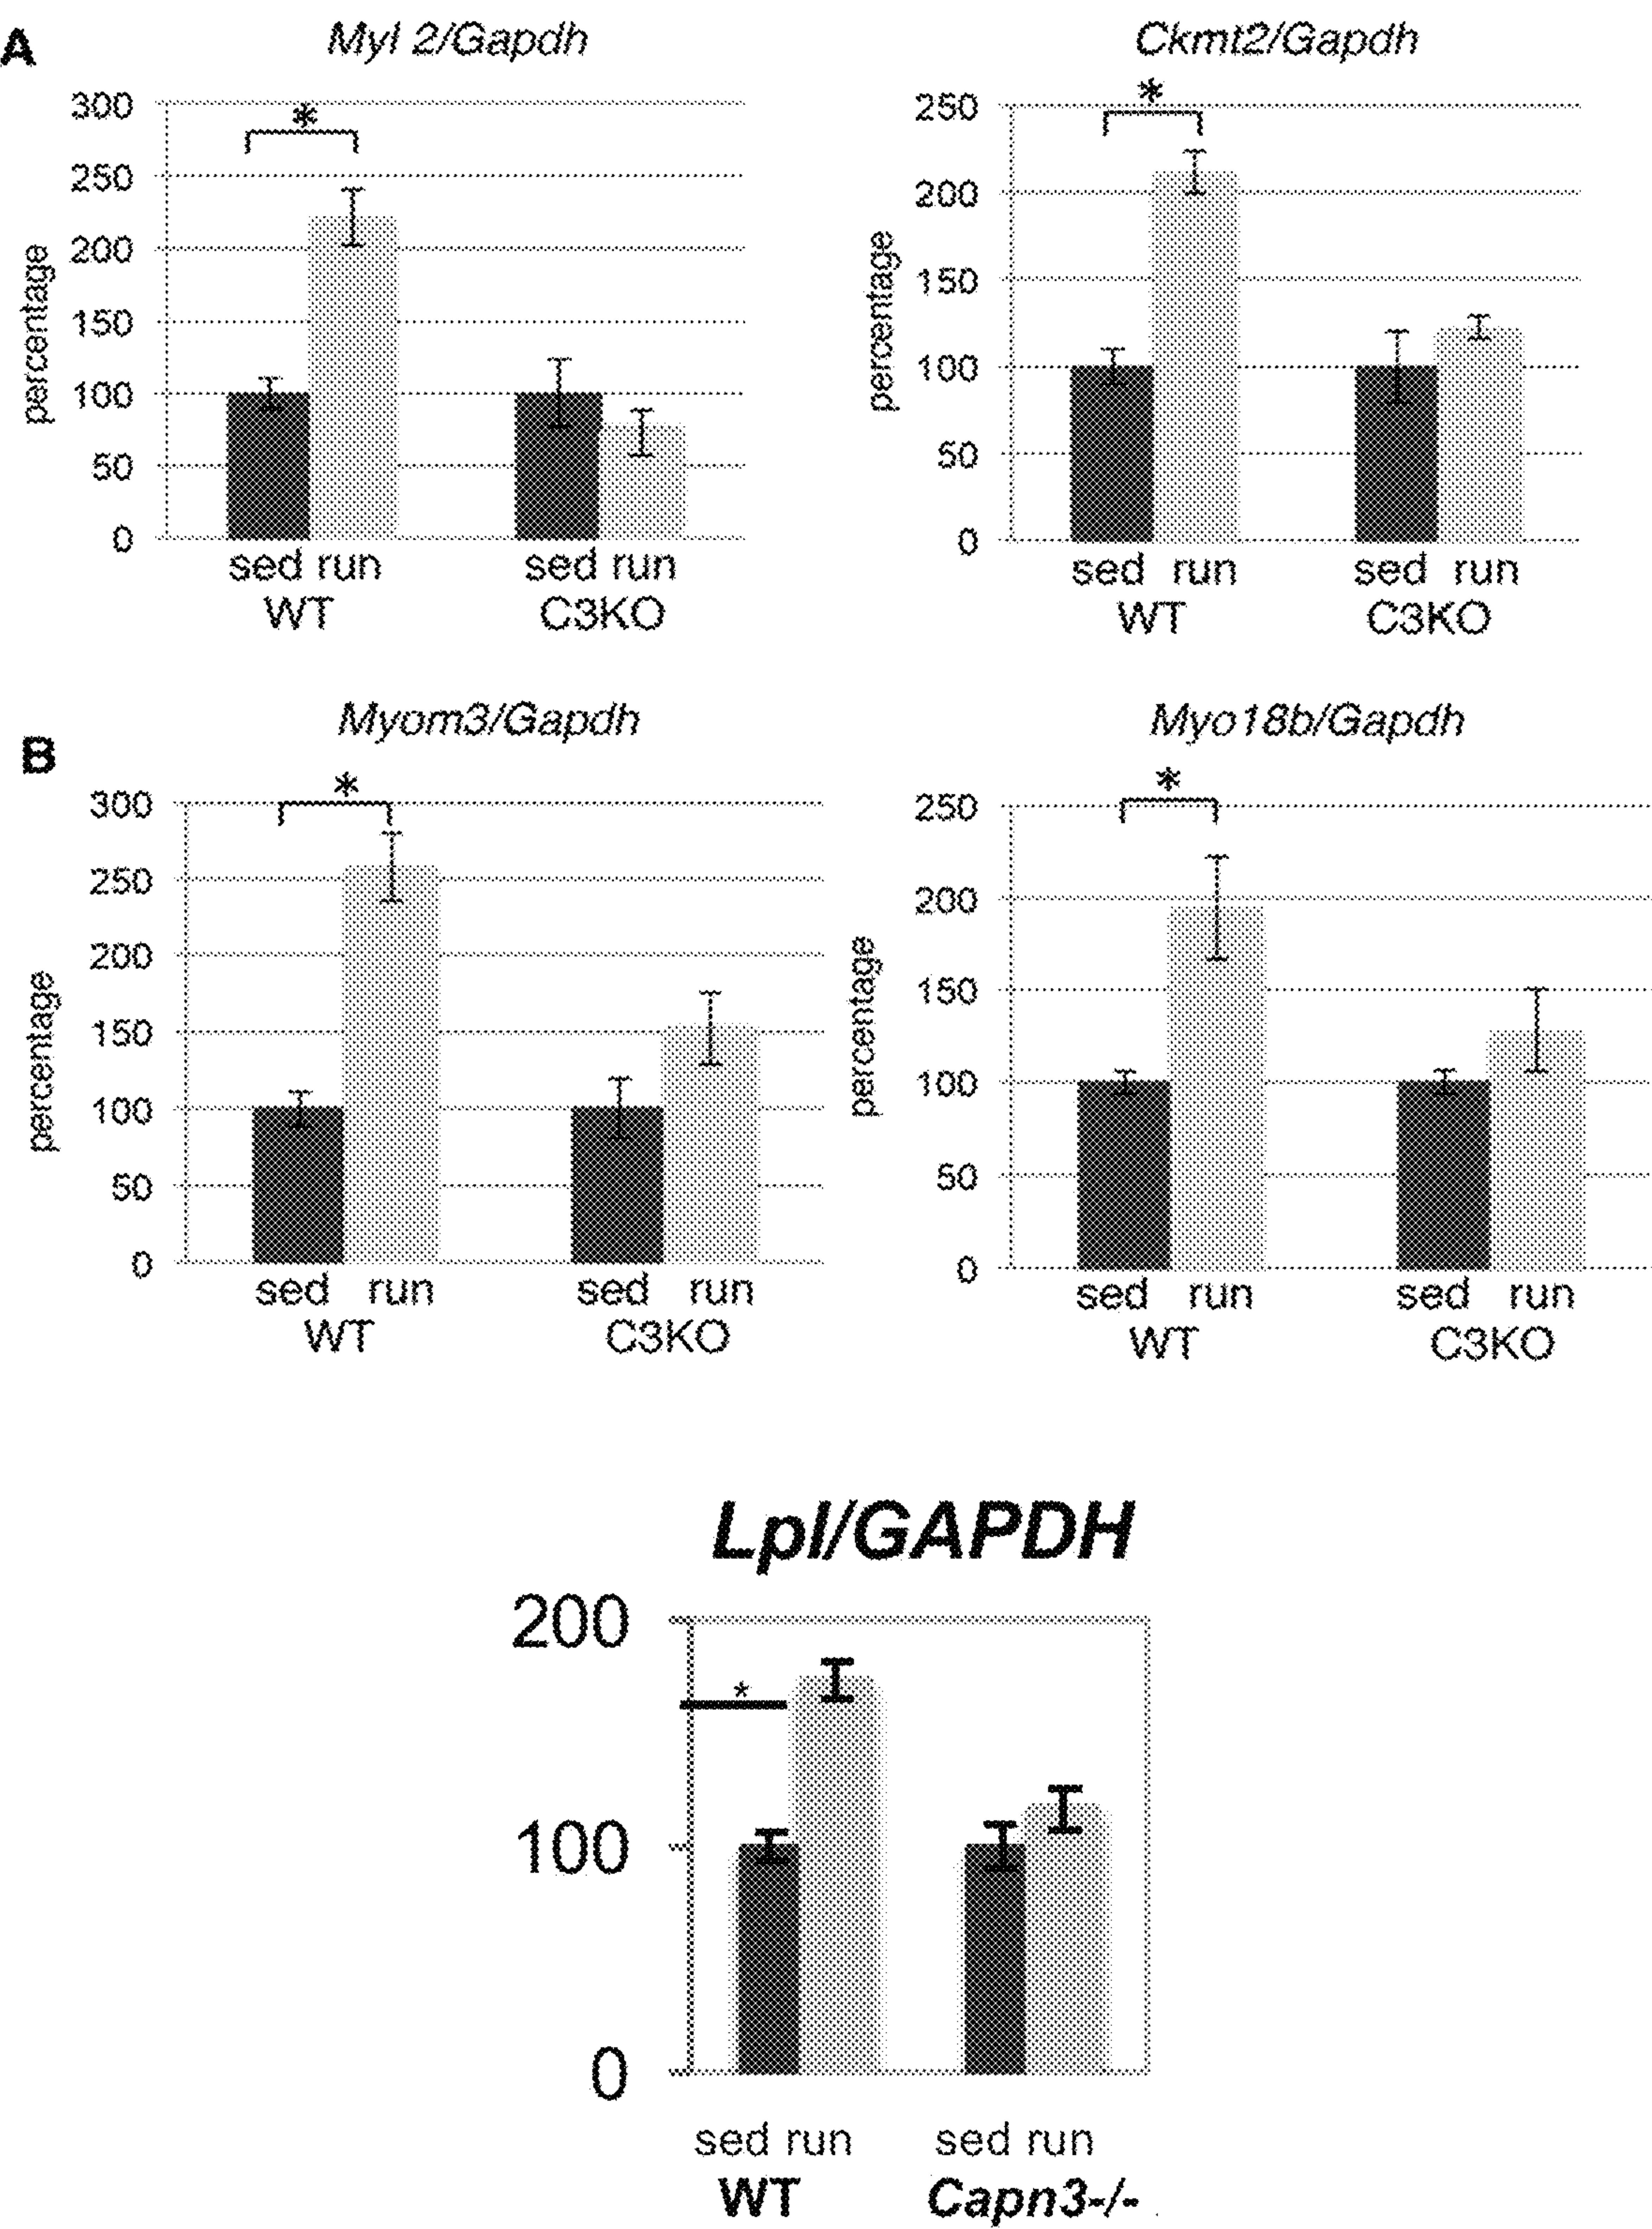 A
Myl 2/Gapdh
Ckmt2/Gapdh
percentage
300
250
200
150
100
50
0
*
sed run
sed run
WT
C3KO
percentage
250
200
150
100
50
0
*
sed run
sed run
WT
C3KO
B
Myom3/Gapdh
Myo18b/Gapdh
percentage
300
250
200
150
100
50
0
*
sed run
sed run
WT
C3KO
percentage
250
200
150
100
50
0
*
sed run
sed run
WT
C3KO
Lpl/GAPDH
200
100
0
*
sed run
sed run
WT
Capn3-/-